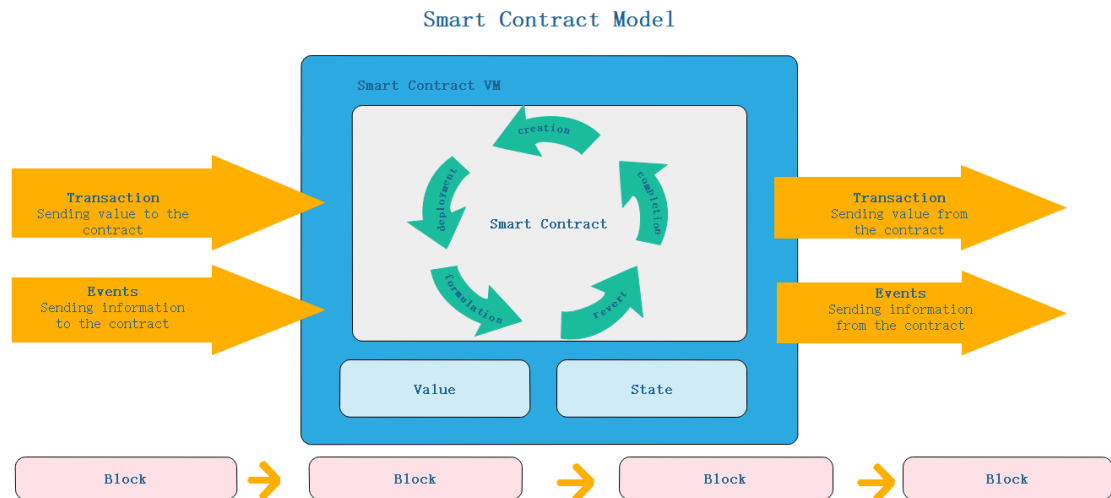 Smart Contract Model
Smart Contract VM
creation
deployment
completion
Smart Contract
formulation
revert
Transaction
Sending value to the
contract
Events
Sending information
to the contract
Transaction
Sending value from
the contract
Events
Sending information
from the contract
Value
State
Block
Block
Block
Block